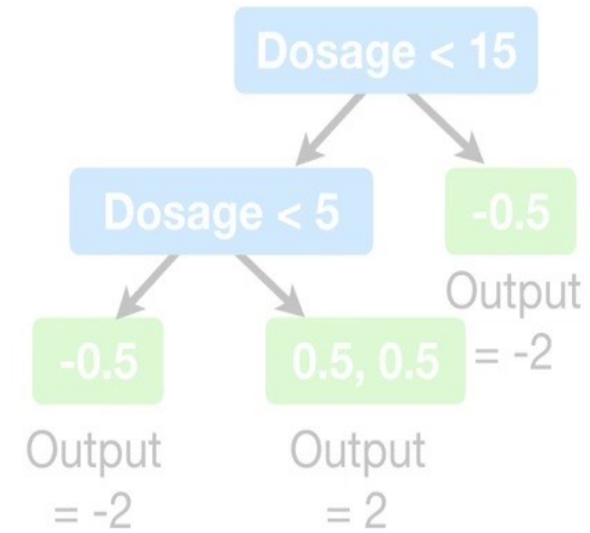 Dosage < 15
Dosage < 5
-0.5
Output
= -2
-0.5
0.5, 0.5
Output
= -2
Output
= 2